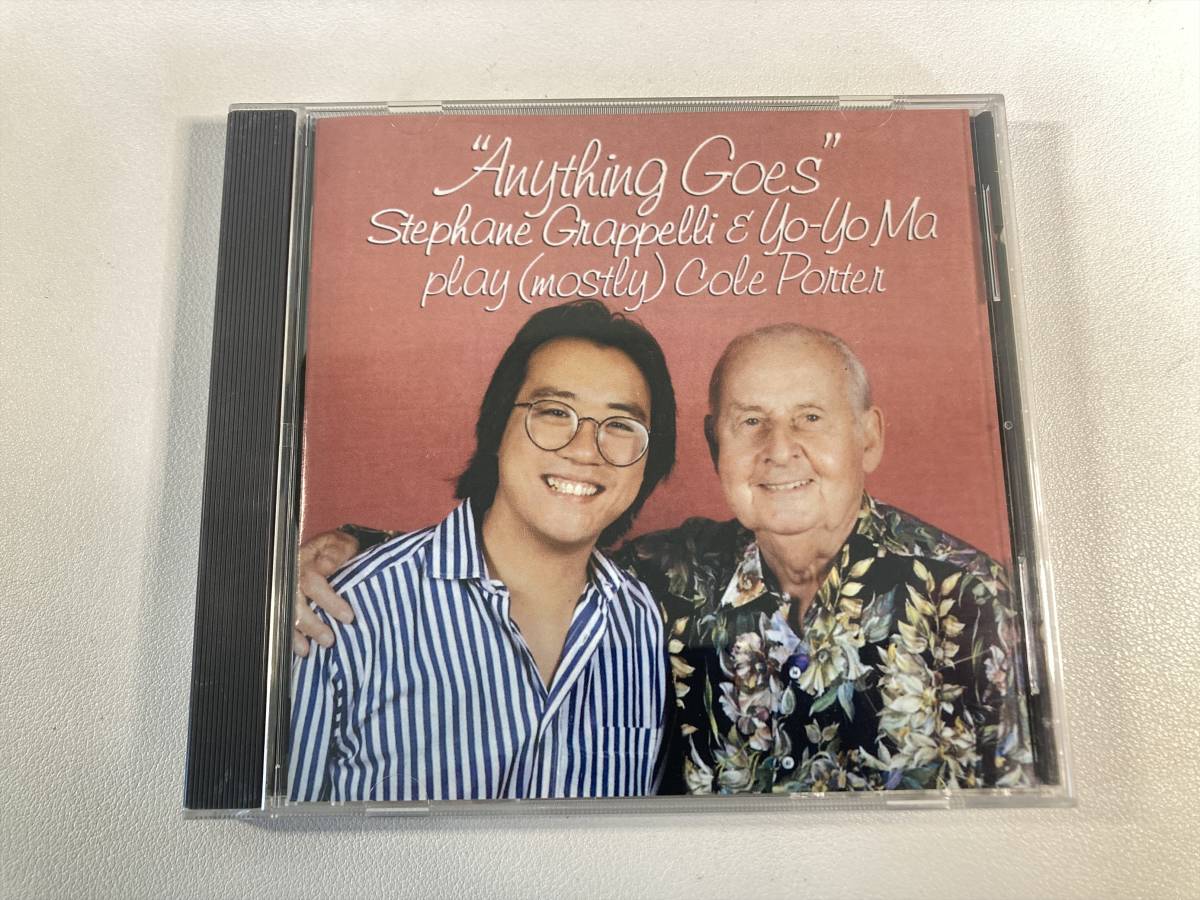 "Anything Goes"
Stephane Grappelli & Yo-Yo Ma
play (mostly) Cole Porter